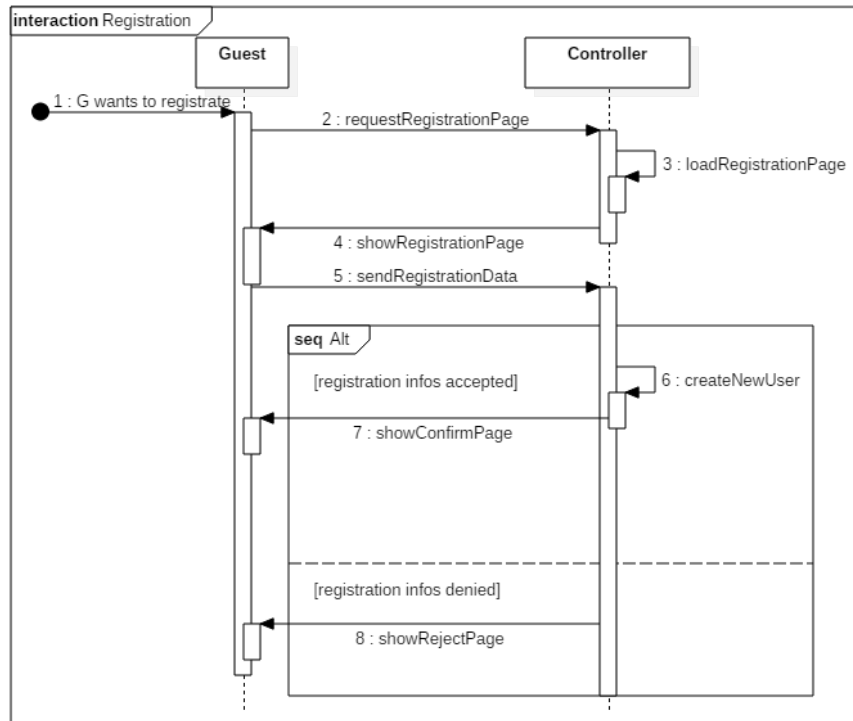 interaction Registration
Guest
Controller
1 : G wants to registrate
2 : requestRegistrationPage
3 : loadRegistrationPage
4 : showRegistrationPage
5 : sendRegistrationData
seq Alt
[registration infos accepted]
6 : createNewUser
7 : showConfirmPage
[registration infos denied]
8 : showRejectPage